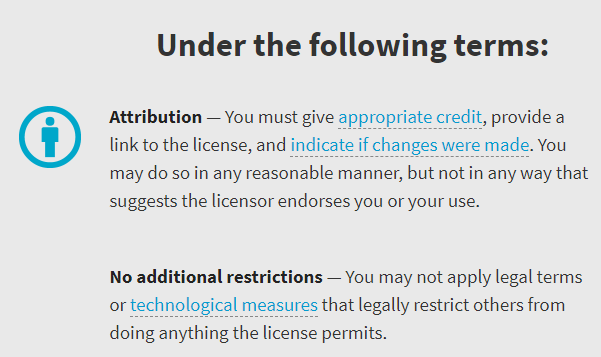 Under the following terms:
Attribution — You must give appropriate credit, provide a
link to the license, and indicate if changes were made. You
may do so in any reasonable manner, but not in any way that
suggests the licensor endorses you or your use.
No additional restrictions — You may not apply legal terms
or technological measures that legally restrict others from
doing anything the license permits.